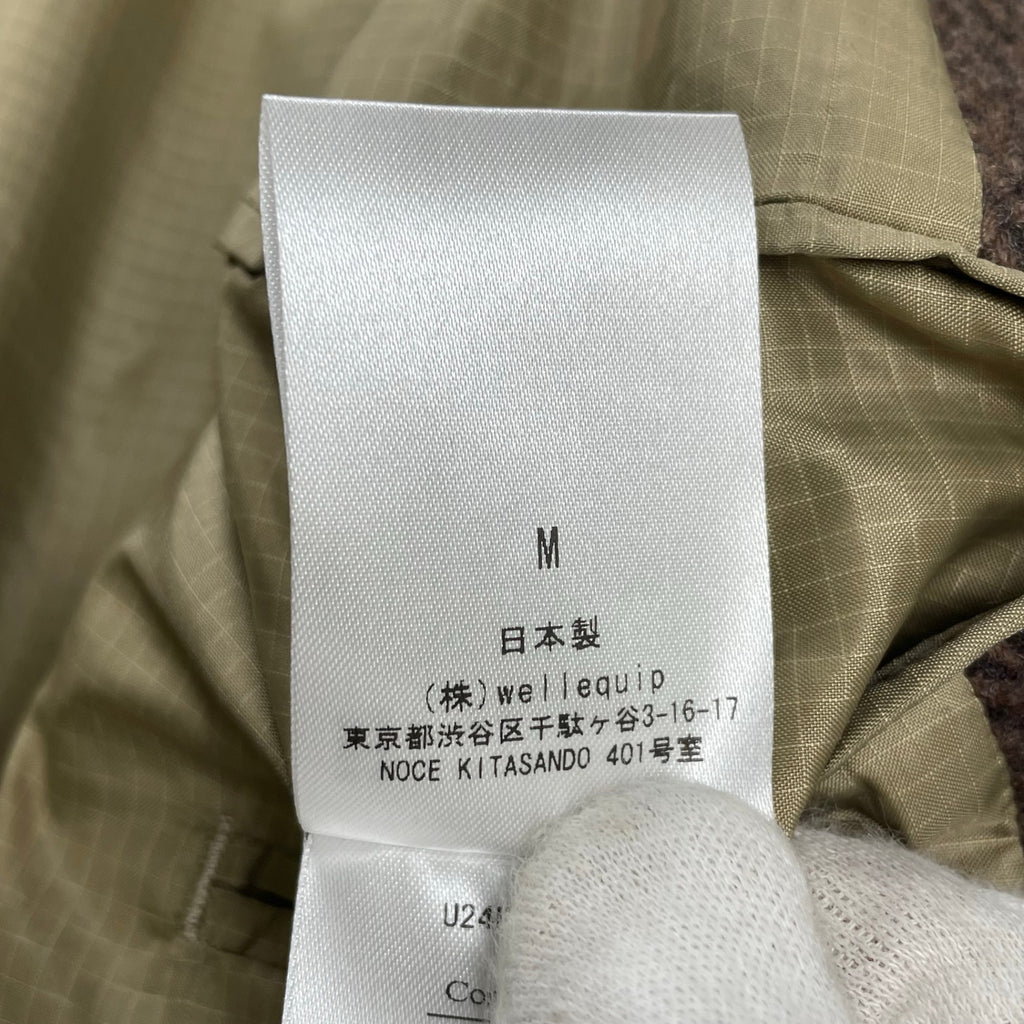 M
日本製
(株)wellequip
東京都渋谷区千駄ヶ谷3-16-17
NOCE KITASANDO 401号室